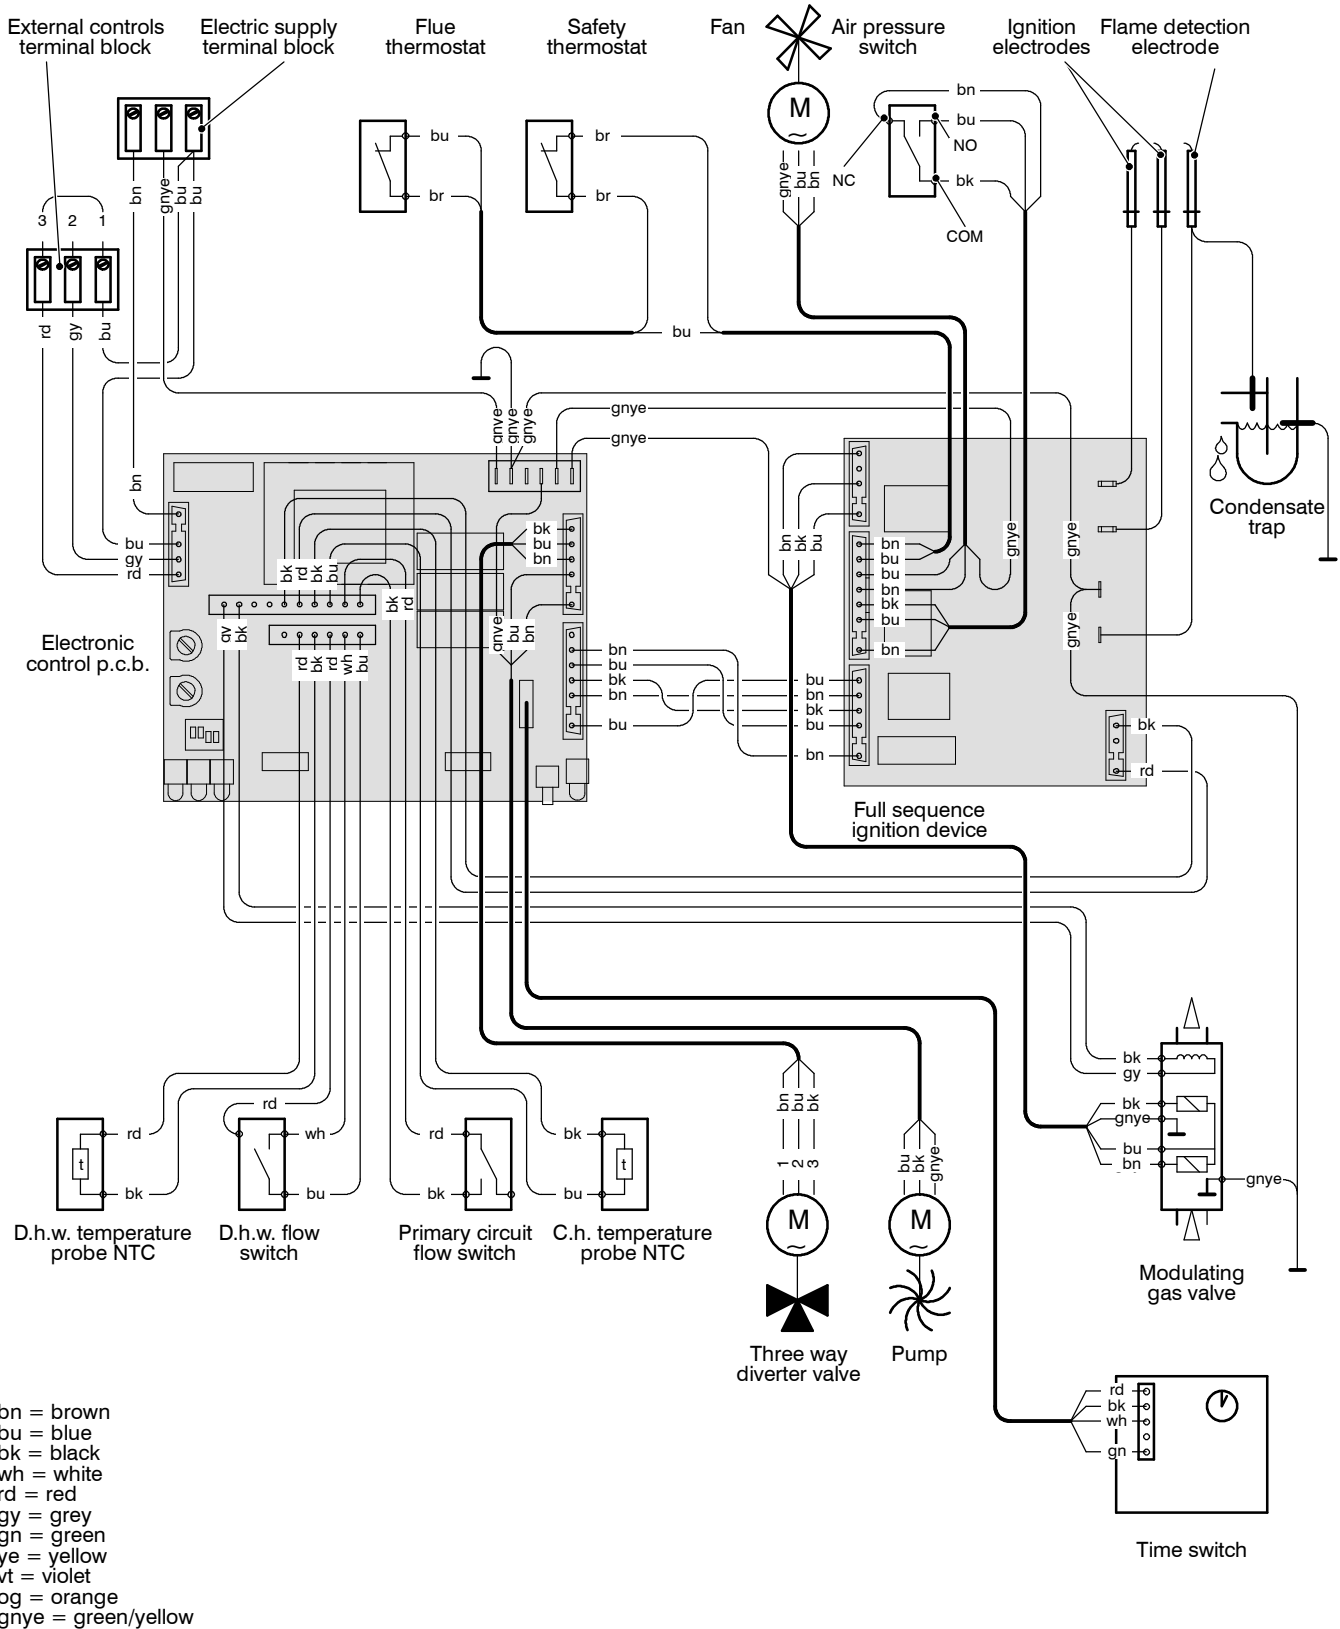 External controls
terminal block
Electric supply
terminal block
Flue
thermostat
Safety
thermostat
Fan
Air pressure
switch
Ignition
electrodes
Flame detection
electrode
M
~
bn
bu
NO
NC
bk
COM
bu
br
br
br
gnye
bu
bn
bn
gnye
bu
bu
3
2
1
rd
gy
bu
bu
gnye
gnye
gnye
gnye
gnye
bn
bu
gy
rd
bk
rd
bk
bu
bk
rd
bk
bu
bn
gnye
bu
bn
bk
rd
bk
rd
wh
bu
bn
bk
bu
bn
bu
bu
bn
bk
bu
bn
gnye
gnye
gnye
Condensate
trap
Electronic
control p.c.b.
bn
bu
bk
bn
bu
bu
bn
bk
bu
bn
bk
rd
Full sequence
ignition device
bk
gy
bk
gnye
bu
bn
gnye
Modulating
gas valve
rd
bk
t
D.h.w. temperature
probe NTC
rd
wh
bu
D.h.w. flow
switch
rd
bk
Primary circuit
flow switch
bk
bu
t
C.h. temperature
probe NTC
bn
bu
bk
1
2
3
M
~
Three way
diverter valve
bu
bk
gnye
M
~
Pump
rd
bk
wh
gn
Time switch
bn = brown
bu = blue
bk = black
wh = white
rd = red
gy = grey
gn = green
ye = yellow
vt = violet
og = orange
gnye = green/yellow